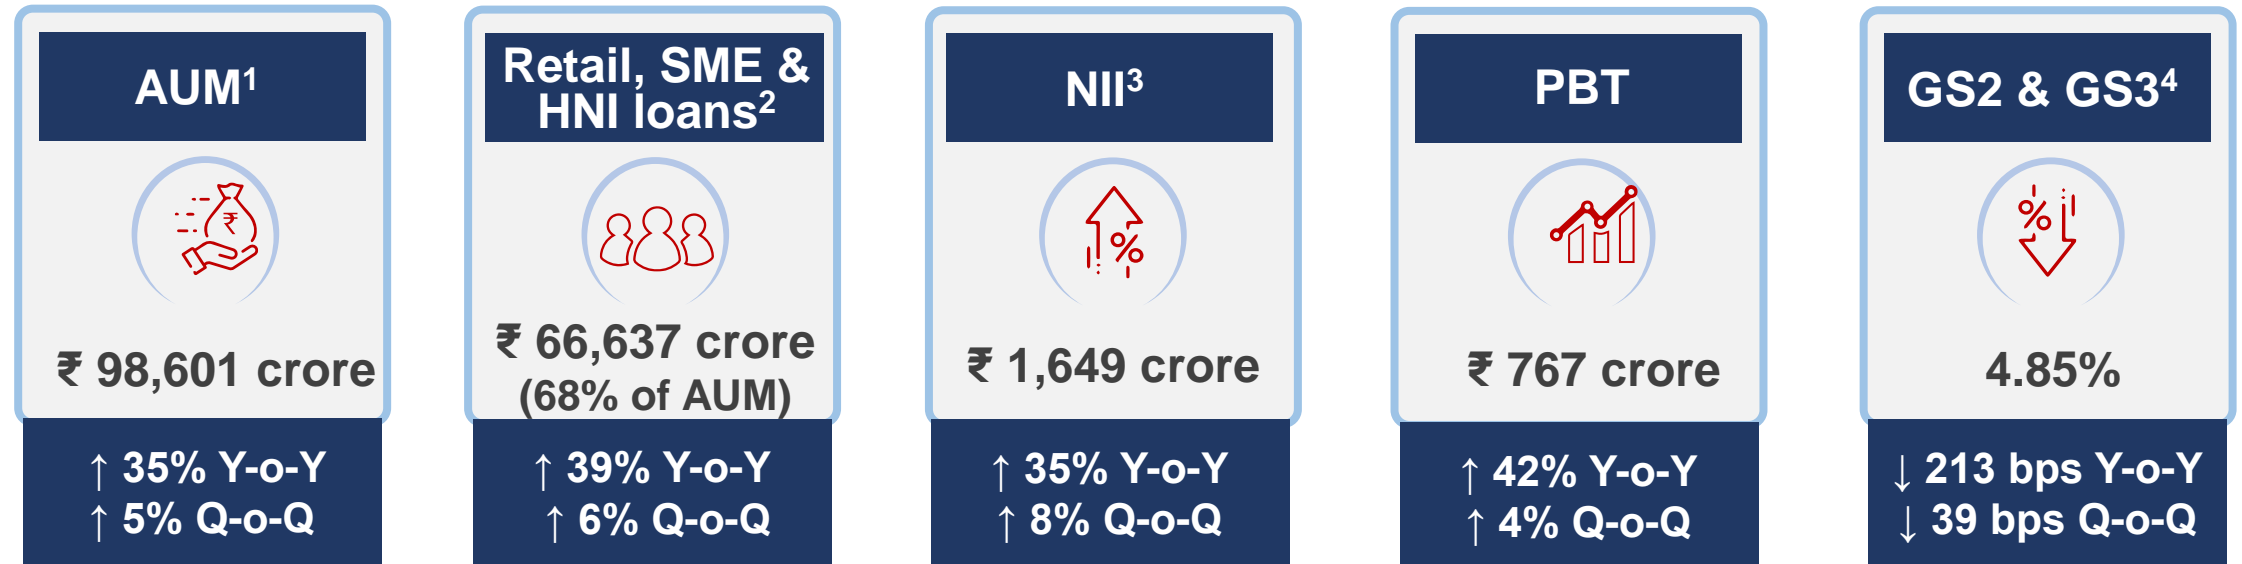 AUM1
₹
₹ 98,601 crore
↑ 35% Y-o-Y
↑ 5% Q-o-Q
Retail, SME &
HNI loans2
₹ 66,637 crore
(68% of AUM)
↑ 39% Y-o-Y
↑ 6% Q-o-Q
NII3
%
₹ 1,649 crore
↑ 35% Y-o-Y
↑ 8% Q-o-Q
PBT
₹ 767 crore
↑ 42% Y-o-Y
↑ 4% Q-o-Q
GS2 & GS34
%
4.85%
↓ 213 bps Y-o-Y
↓ 39 bps Q-o-Q